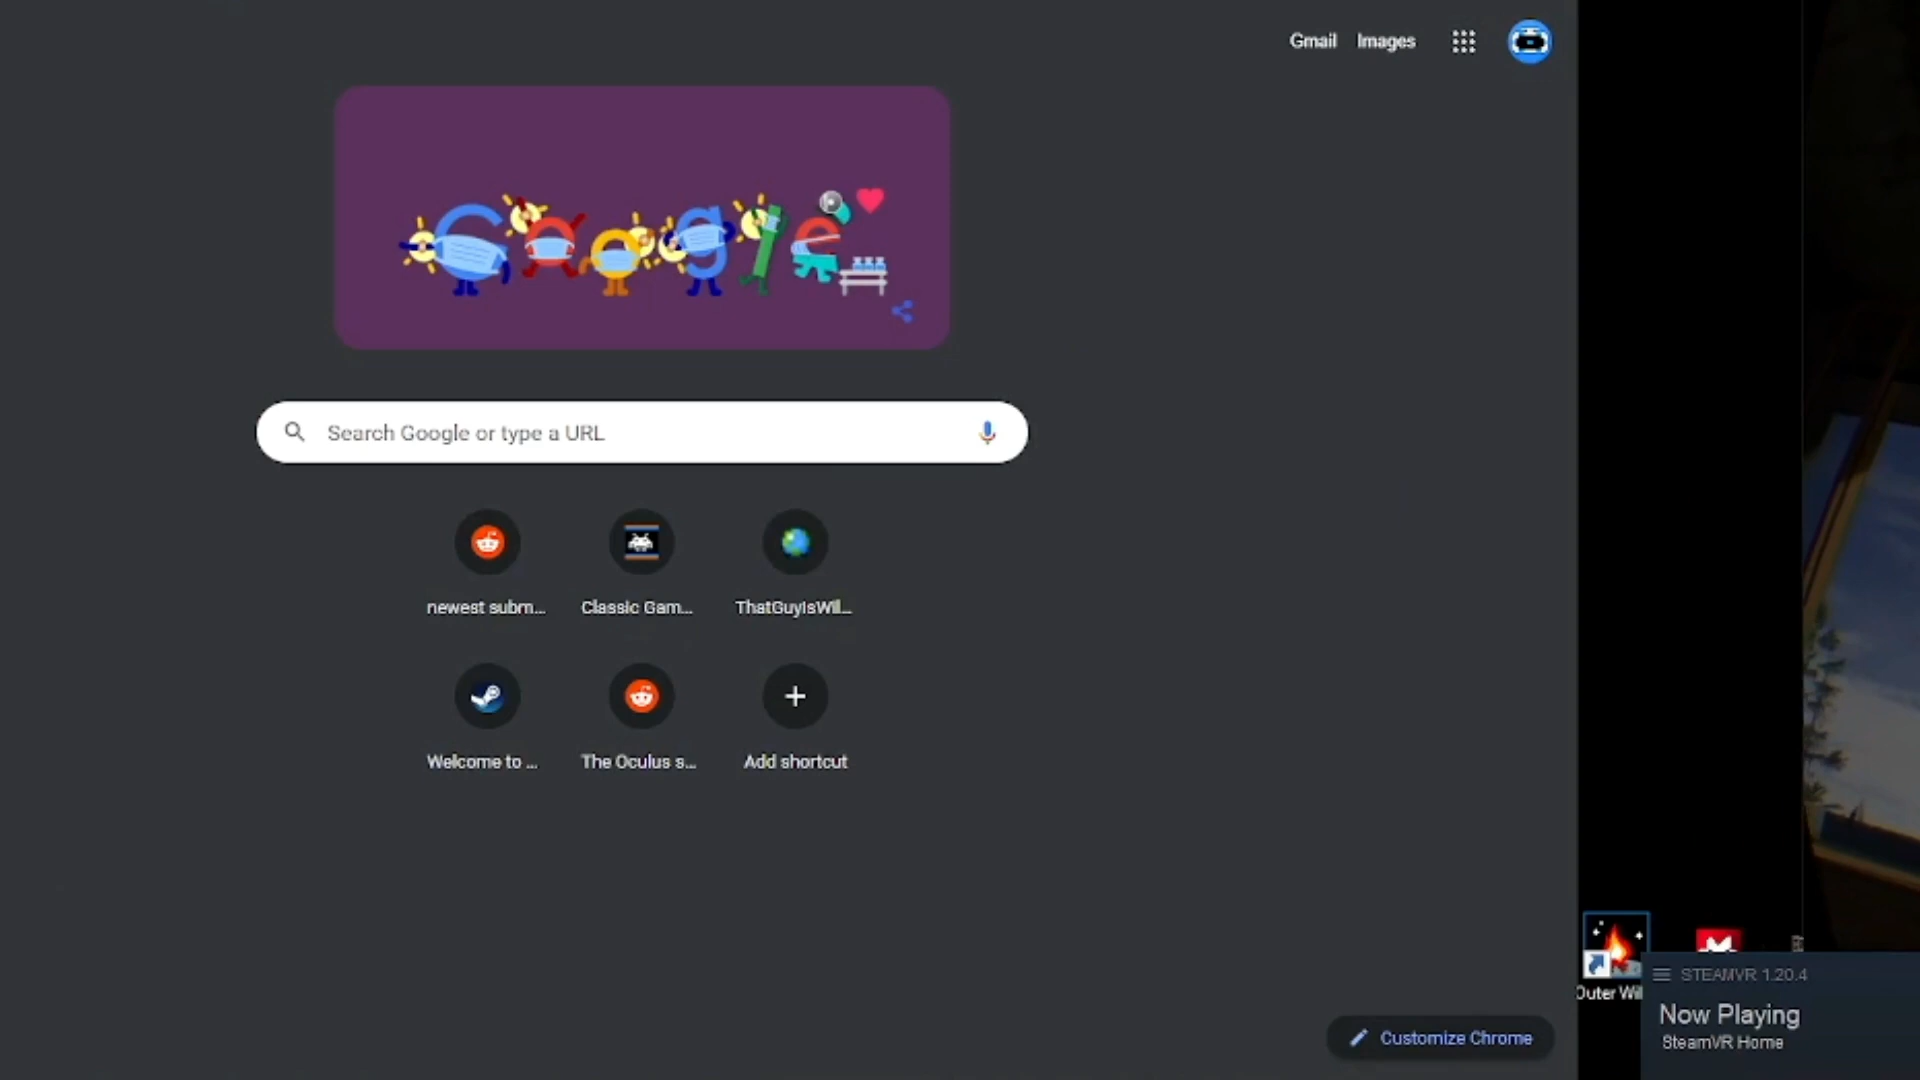 Gmail Images
Google
Search Google or type a URL
newest subm...
Classic Gam...
ThatGuyIsWil...
Welcome to ...
The Oculus s...
Add shortcut
Customize Chrome
Outer Wil
STEAMVR 1.20.4
Now Playing
SteamVR Home